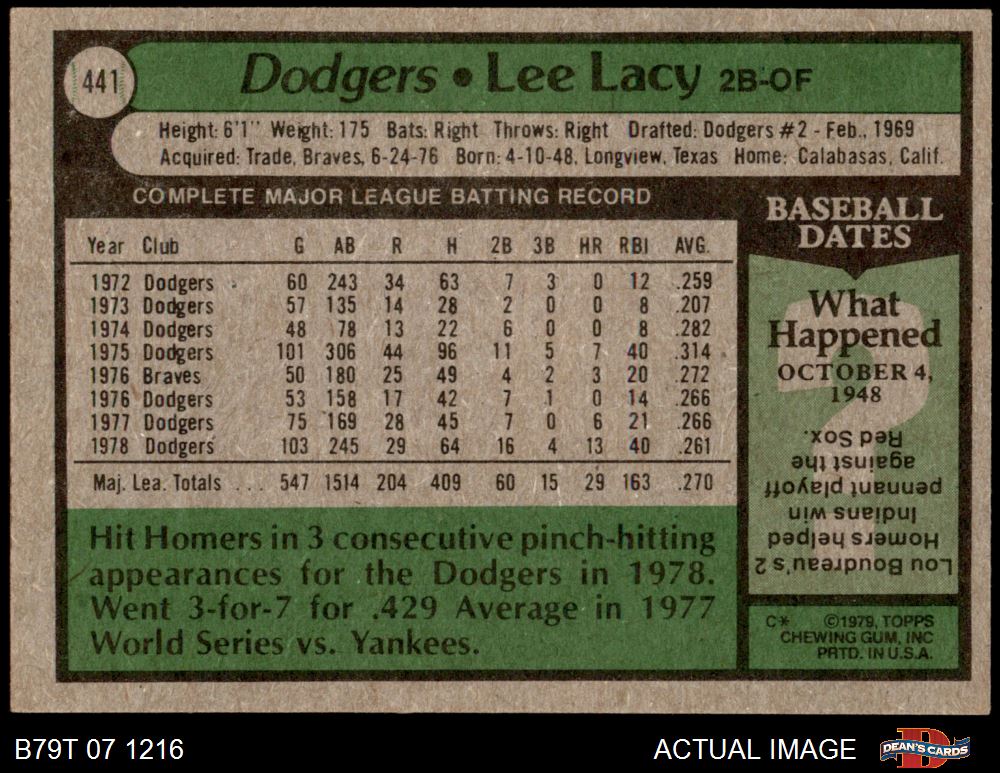 441
Dodgers • Lee Lacy 2B-OF
Height: 6'1" Weight: 175 Bats: Right Throws: Right Drafted: Dodgers #2 - Feb., 1969
Acquired: Trade, Braves, 6-24-76 Born: 4-10-48, Longview, Texas Home: Calabasas, Calif.
COMPLETE MAJOR LEAGUE BATTING RECORD
Year Club G AB R H 2B 3B HR RBI AVG.
1972 Dodgers 60 243 34 63 7 3 0 12 .259
1973 Dodgers 57 135 14 28 2 0 0 8 .207
1974 Dodgers 48 78 13 22 6 0 0 8 .282
1975 Dodgers 101 306 44 96 11 5 7 40 .314
1976 Braves 50 180 25 49 4 2 3 20 .272
1976 Dodgers 53 158 17 42 7 1 0 14 .266
1977 Dodgers 75 169 28 45 7 0 6 21 .266
1978 Dodgers 103 245 29 64 16 4 13 40 .261
Maj. Lea. Totals ... 547 1514 204 409 60 15 29 163 .270
Hit Homers in 3 consecutive pinch-hitting
appearances for the Dodgers in 1978.
Went 3-for-7 for .429 Average in 1977
World Series vs. Yankees.
BASEBALL
DATES
What
Happened
OCTOBER 4,
1948
?
Lou Boudreau's 2
Homers helped
Indians win
pennant playoff
against the
Red Sox.
C* ©1979, TOPPS
CHEWING GUM, INC
PRTD. IN U.S.A.
B79T 07 1216
ACTUAL IMAGE
DEAN'S CARDS